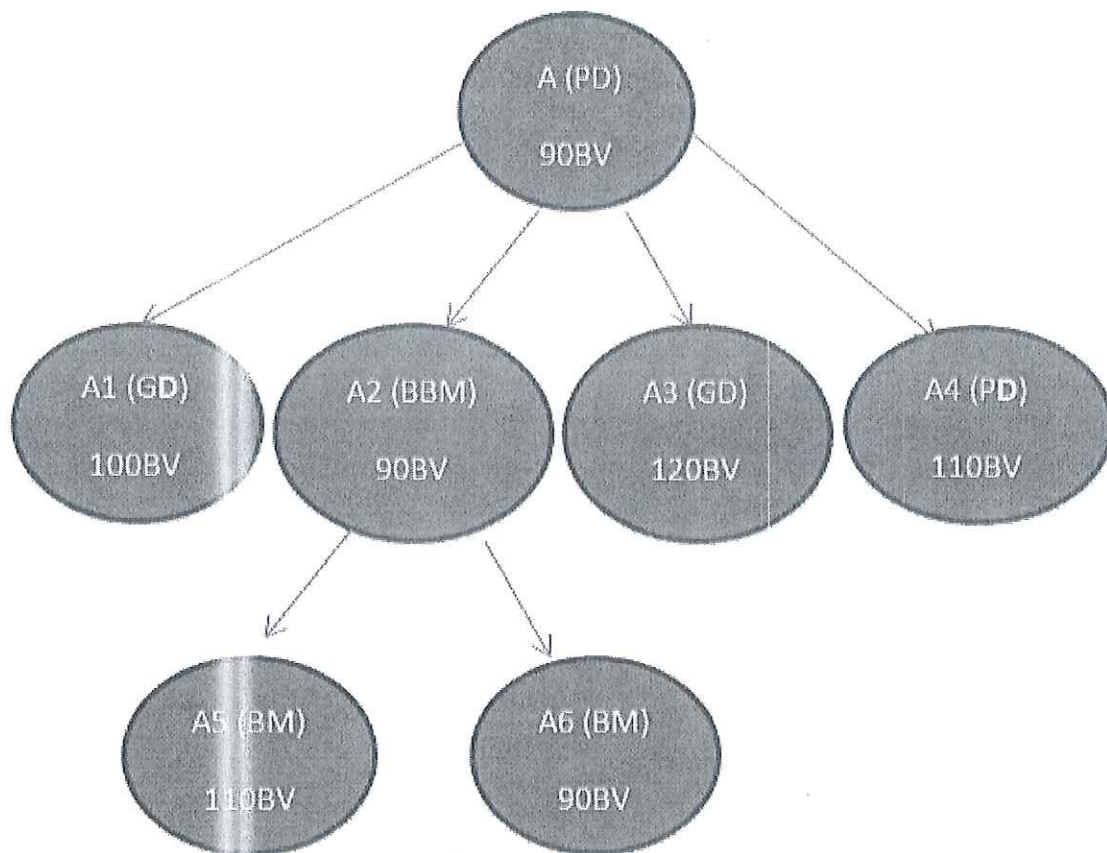 A (PD)
90BV
A1 (GD)
100BV
A2 (BBM)
90BV
A3 (GD)
120BV
A4 (PD)
110BV
A5 (BM)
110BV
A6 (BM)
90BV